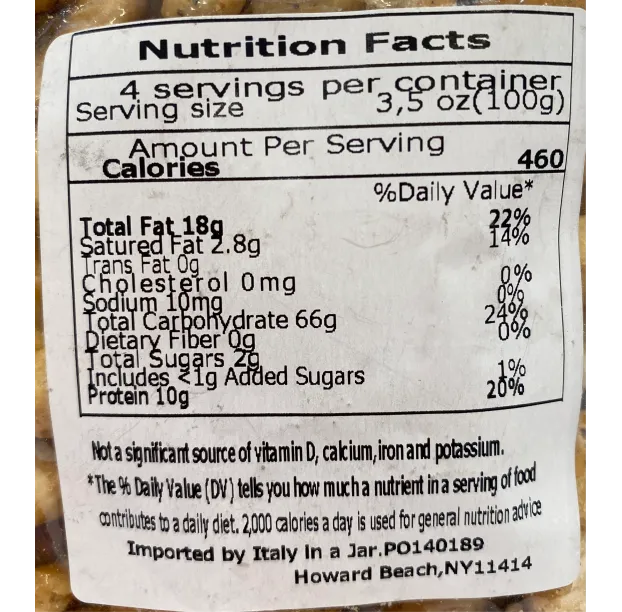 Nutrition Facts
4 servings per container
Serving size 3,5 oz(100g)
Amount Per Serving
Calories 460
%Daily Value*
Total Fat 18g 22%
Satured Fat 2.8g 14%
Trans Fat 0g
Cholesterol 0mg 0%
Sodium 10mg 0%
Total Carbohydrate 66g 24%
Dietary Fiber 0g 0%
Total Sugars 2g
Includes <1g Added Sugars 1%
Protein 10g 20%
Not a significant source of vitamin D, calcium, iron and potassium.
*The % Daily Value (DV) tells you how much a nutrient in a serving of food
contributes to a daily diet. 2,000 calories a day is used for general nutrition advice
Imported by Italy in a Jar.PO140189
Howard Beach,NY11414